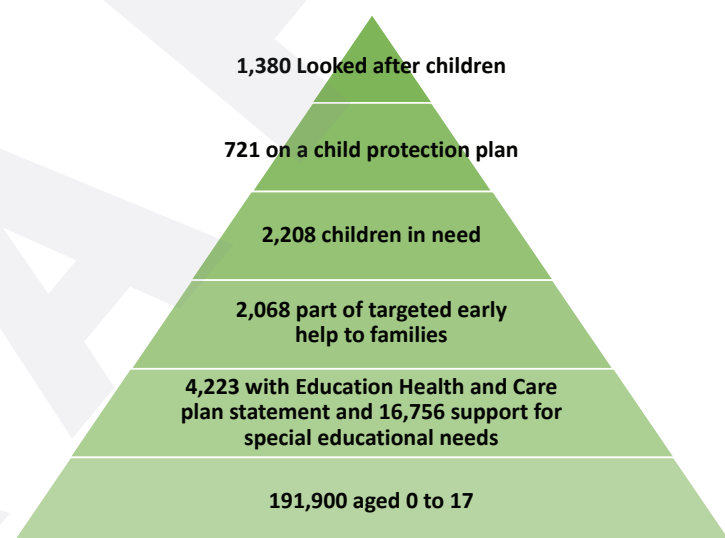 1,380 Looked after children
721 on a child protection plan
2,208 children in need
2,068 part of targeted early
help to families
4,223 with Education Health and Care
plan statement and 16,756 support for
special educational needs
191,900 aged 0 to 17